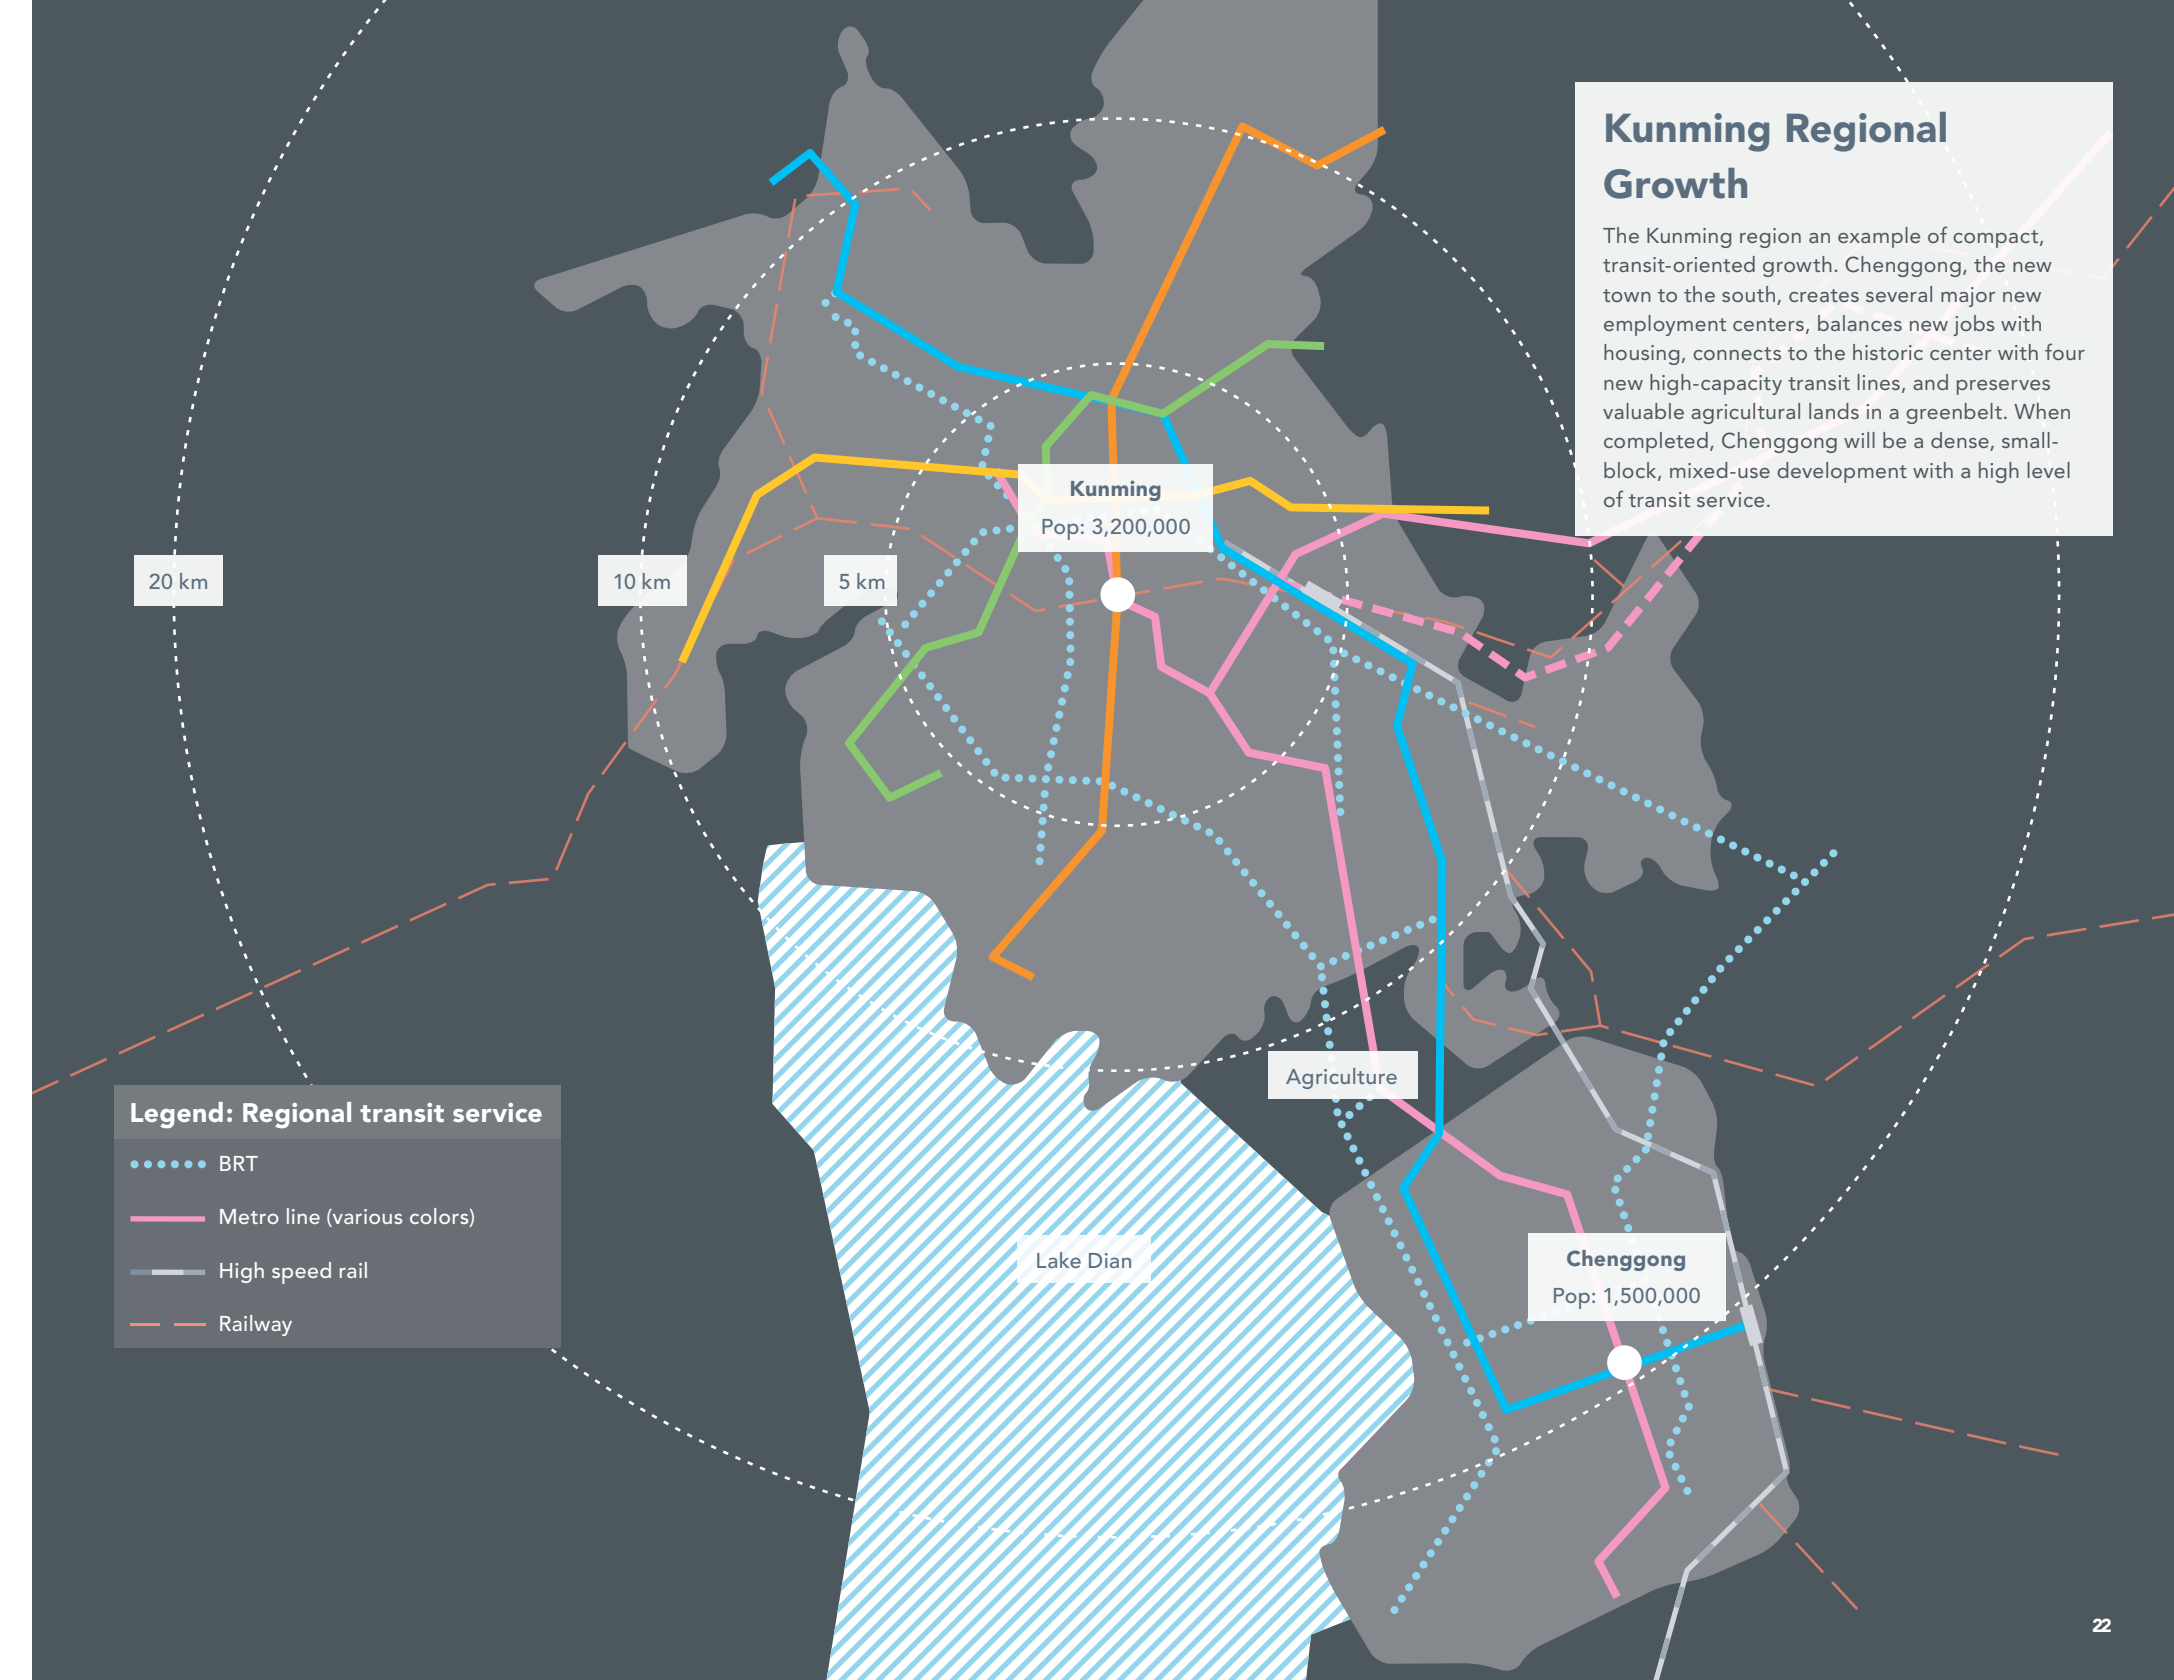 Kunming Regional
Growth
The Kunming region an example of compact,
transit-oriented growth. Chenggong, the new
town to the south, creates several major new
employment centers, balances new jobs with
housing, connects to the historic center with four
new high-capacity transit lines, and preserves
valuable agricultural lands in a greenbelt. When
completed, Chenggong will be a dense, small-
block, mixed-use development with a high level
of transit service.
Kunming
Pop: 3,200,000
20 km
10 km
5 km
Agriculture
Legend: Regional transit service
BRT
Metro line (various colors)
High speed rail
Railway
Lake Dian
Chenggong
Pop: 1,500,000
22